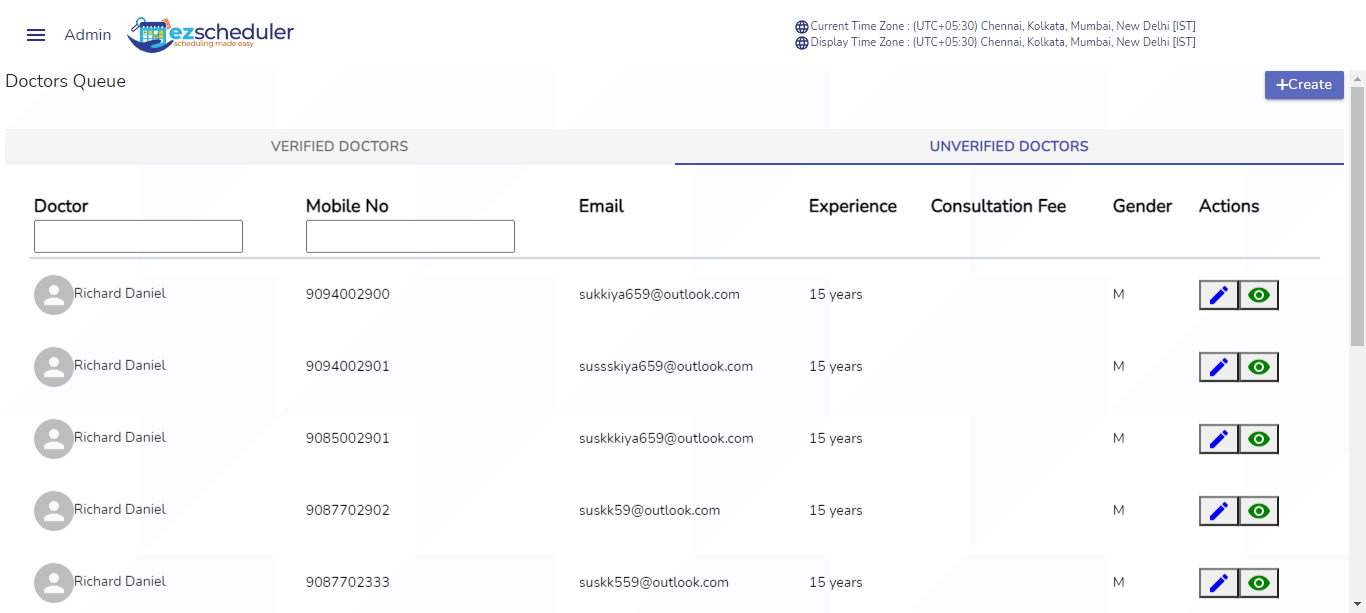 Admin
ezscheduler
scheduling made easy
Current Time Zone : (UTC+05:30) Chennai, Kolkata, Mumbai, New Delhi [IST]
Display Time Zone : (UTC+05:30) Chennai, Kolkata, Mumbai, New Delhi [IST]
Doctors Queue
+Create
VERIFIED DOCTORS UNVERIFIED DOCTORS
Doctor Mobile No Email Experience Consultation Fee Gender Actions
Richard Daniel 9094002900 sukkiya659@outlook.com 15 years M
Richard Daniel 9094002901 sussskiya659@outlook.com 15 years M
Richard Daniel 9085002901 suskkkiya659@outlook.com 15 years M
Richard Daniel 9087702902 suskk59@outlook.com 15 years M
Richard Daniel 9087702333 suskk559@outlook.com 15 years M